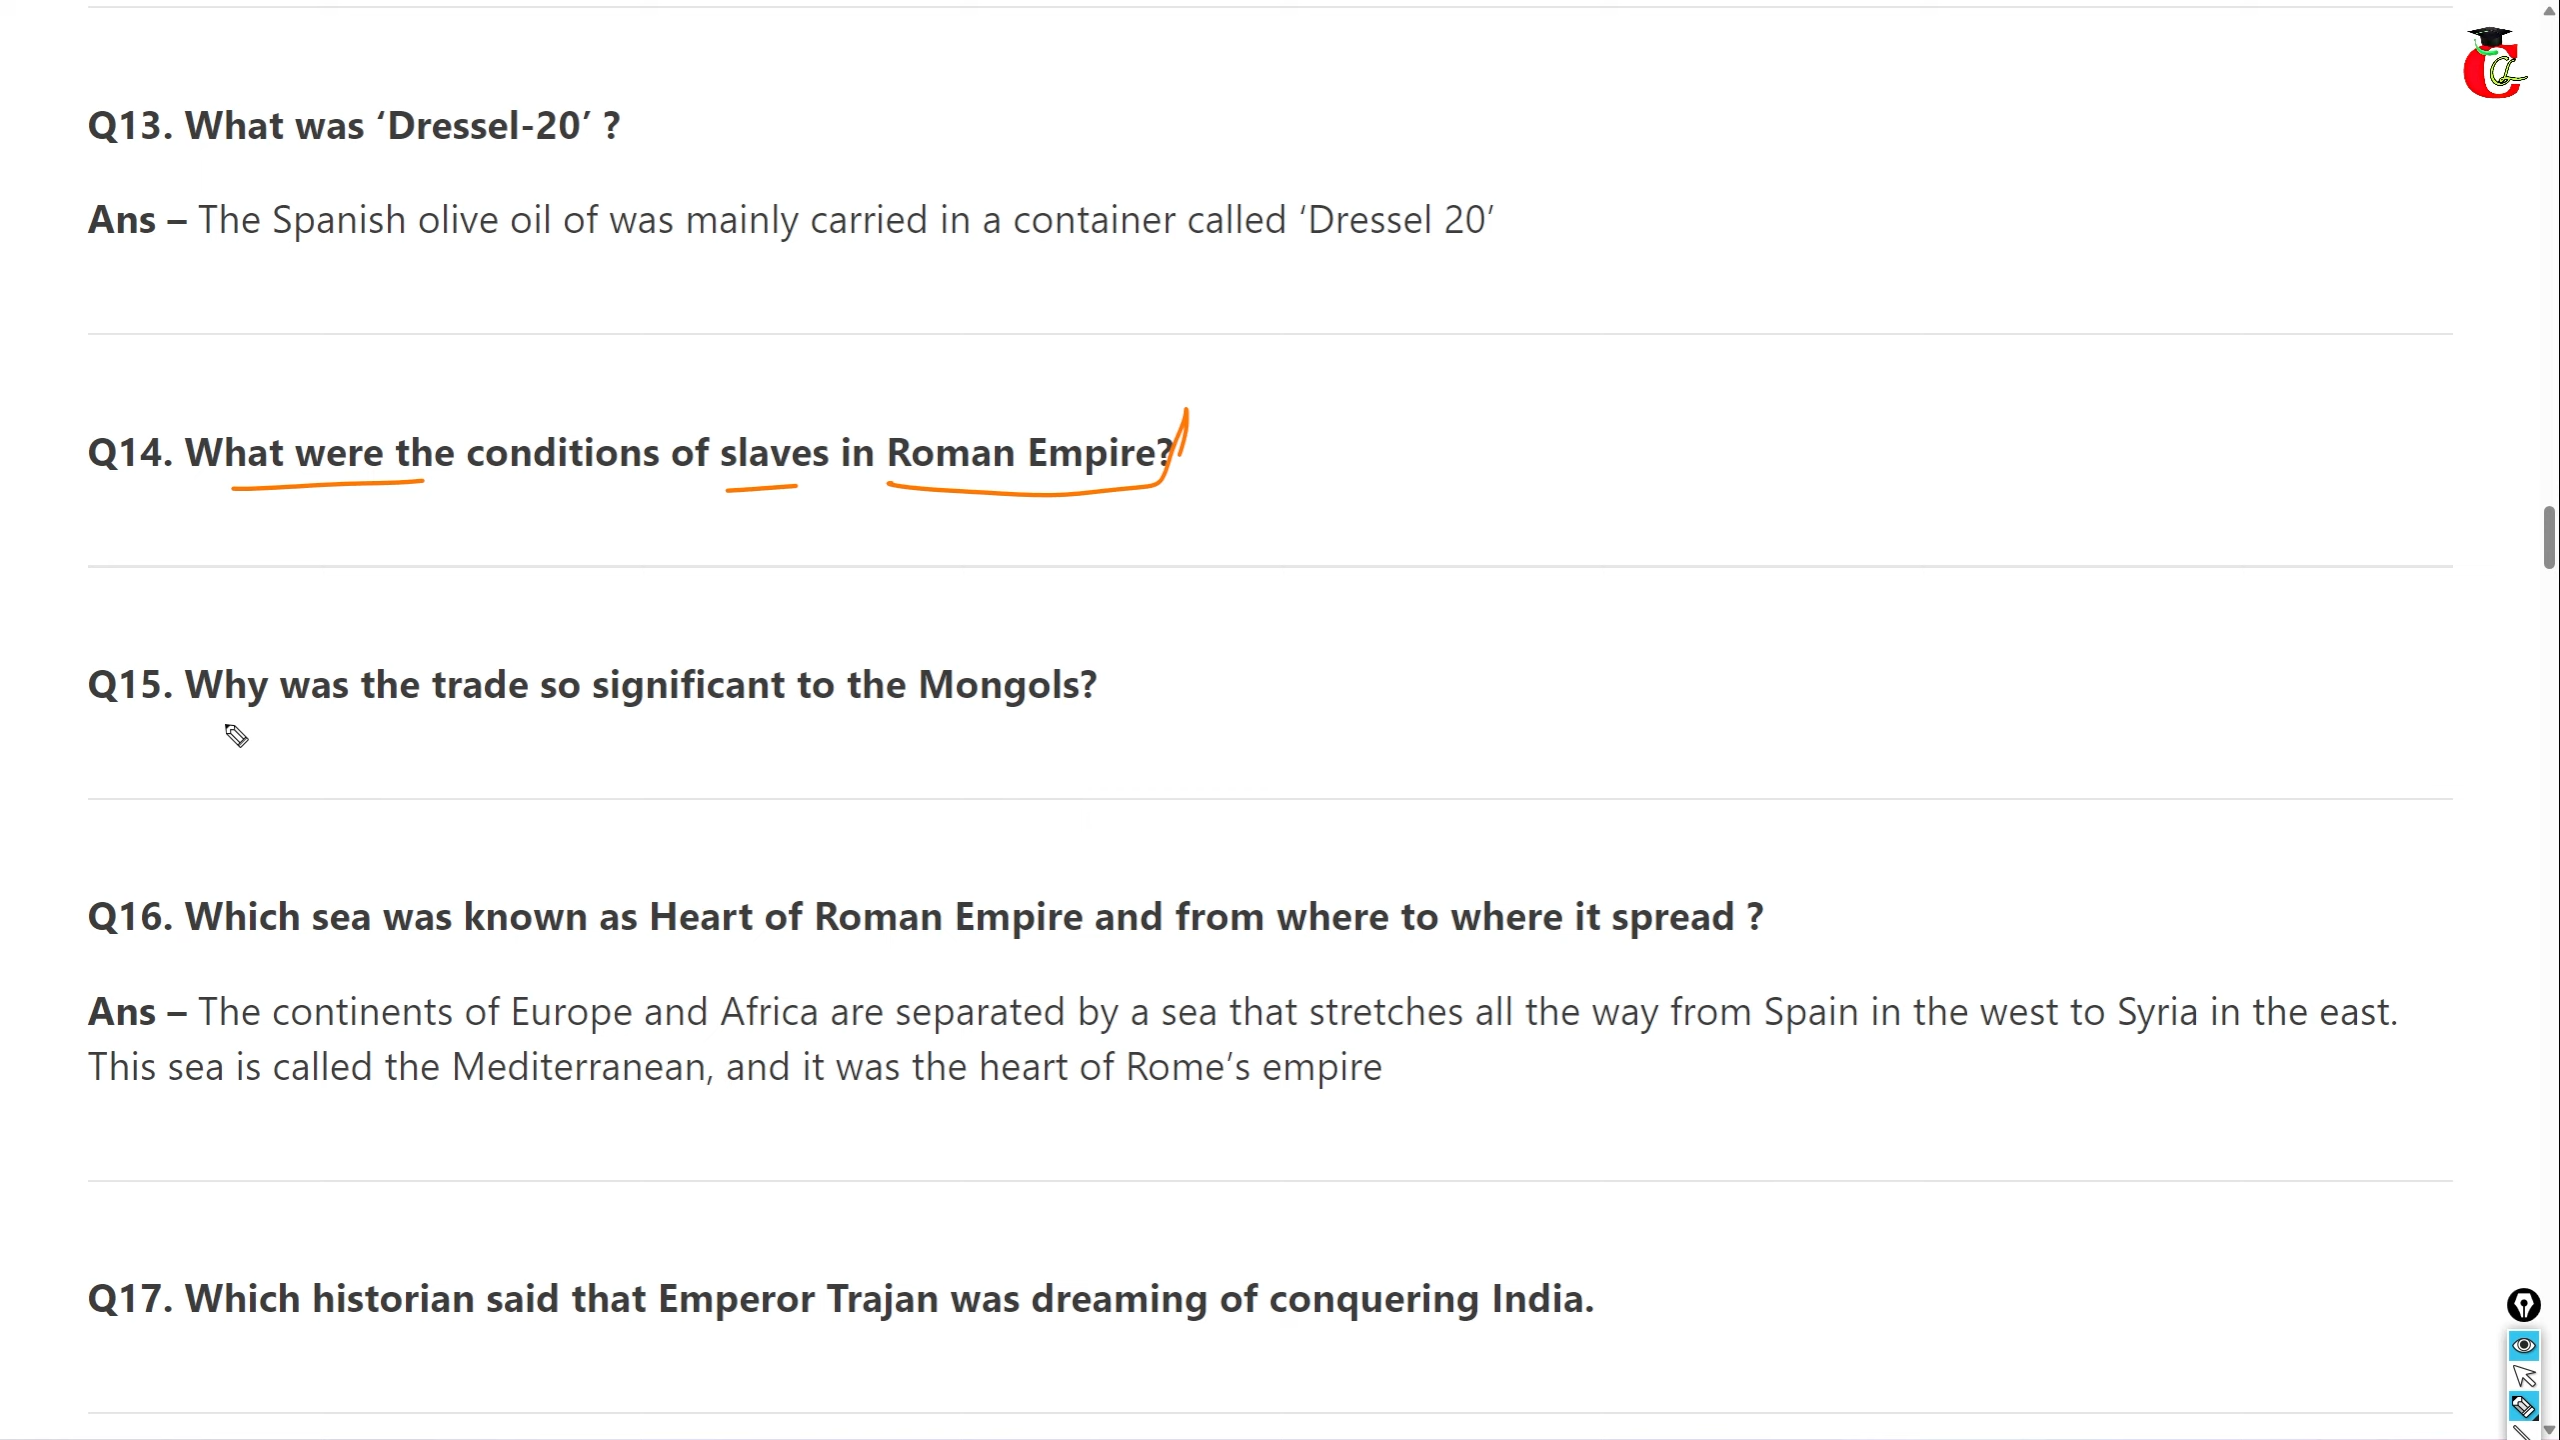 Q13. What was ‘Dressel-20’ ?
Ans – The Spanish olive oil of was mainly carried in a container called ‘Dressel 20’
Q14. What were the conditions of slaves in Roman Empire?
Q15. Why was the trade so significant to the Mongols?
Q16. Which sea was known as Heart of Roman Empire and from where to where it spread ?
Ans – The continents of Europe and Africa are separated by a sea that stretches all the way from Spain in the west to Syria in the east.
This sea is called the Mediterranean, and it was the heart of Rome’s empire
Q17. Which historian said that Emperor Trajan was dreaming of conquering India.